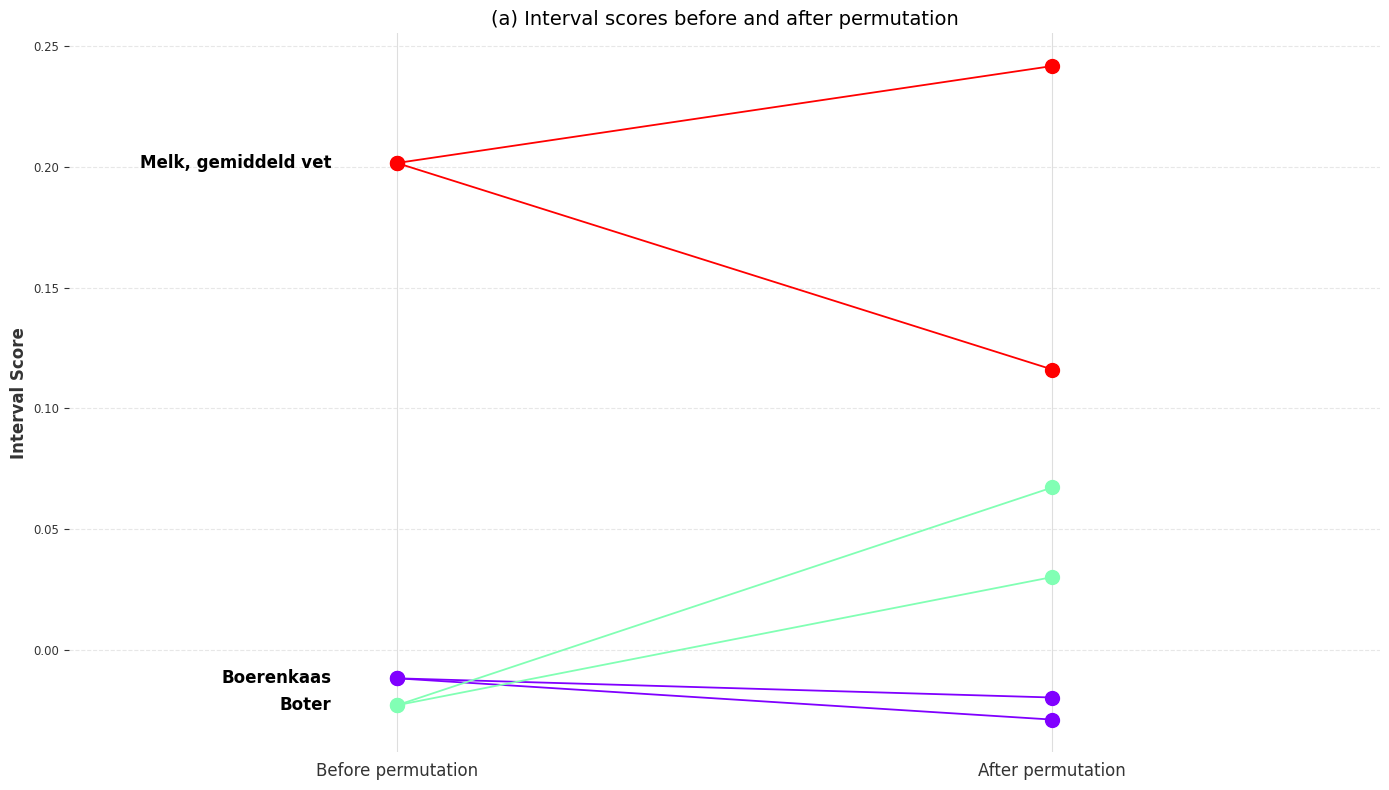 (a) Interval scores before and after permutation
0.25
0.20
0.15
0.10
0.05
0.00
Interval Score
Melk, gemiddeld vet
Boerenkaas
Boter
Before permutation
After permutation